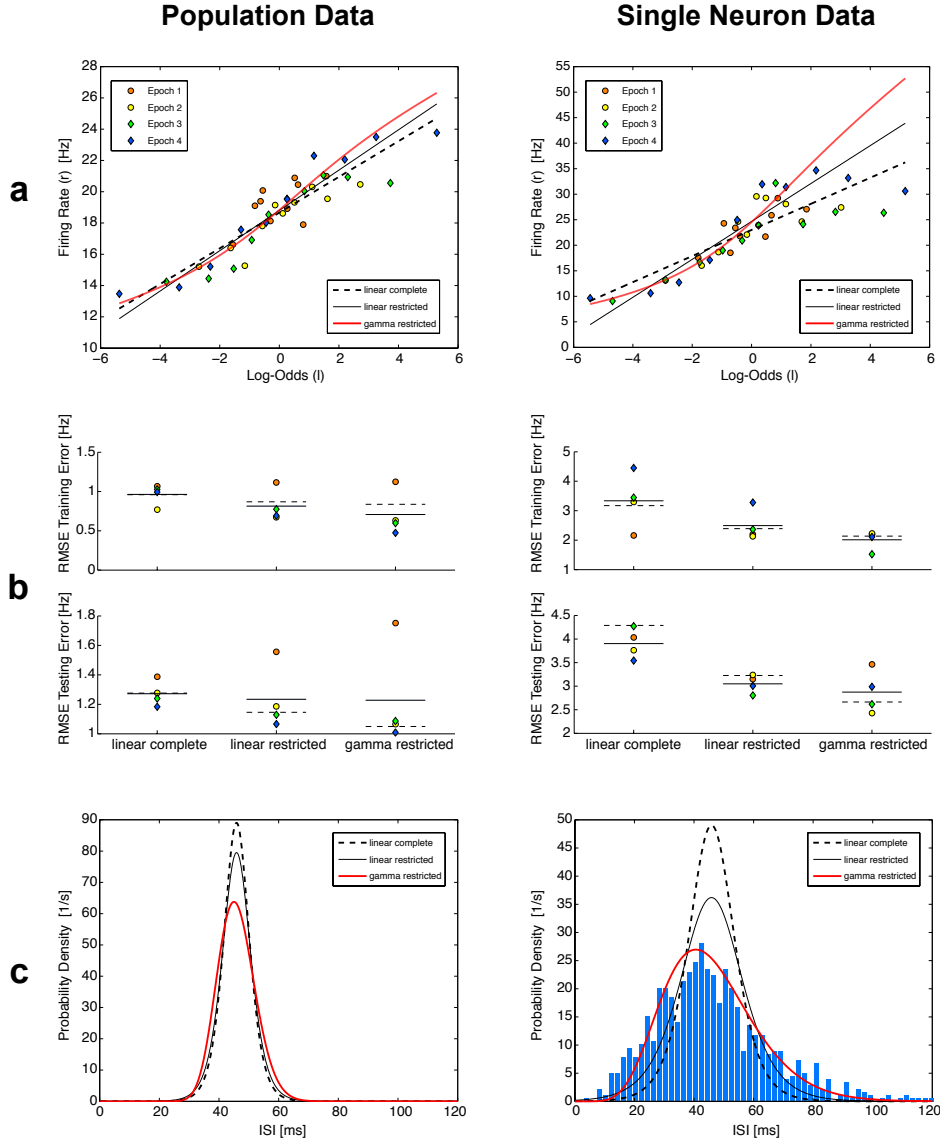 Population Data
Single Neuron Data
a
Firing Rate (r) [Hz]
28
26
24
22
20
18
16
14
12
10
−6
−4
−2
0
2
4
6
Log-Odds (l)
Epoch 1
Epoch 2
Epoch 3
Epoch 4
linear complete
linear restricted
gamma restricted
Firing Rate (r) [Hz]
55
50
45
40
35
30
25
20
15
10
5
0
−6
−4
−2
0
2
4
6
Log-Odds (l)
Epoch 1
Epoch 2
Epoch 3
Epoch 4
linear complete
linear restricted
gamma restricted
b
RMSE Training Error [Hz]
1.5
1
0.5
0
RMSE Training Error [Hz]
5
4
3
2
1
RMSE Testing Error [Hz]
1.8
1.6
1.4
1.2
1
linear complete
linear restricted
gamma restricted
RMSE Testing Error [Hz]
4.5
4
3.5
3
2.5
2
linear complete
linear restricted
gamma restricted
c
Probability Density [1/s]
90
80
70
60
50
40
30
20
10
0
0
20
40
60
80
100
120
ISI [ms]
linear complete
linear restricted
gamma restricted
Probability Density [1/s]
50
45
40
35
30
25
20
15
10
5
0
0
20
40
60
80
100
120
ISI [ms]
linear complete
linear restricted
gamma restricted